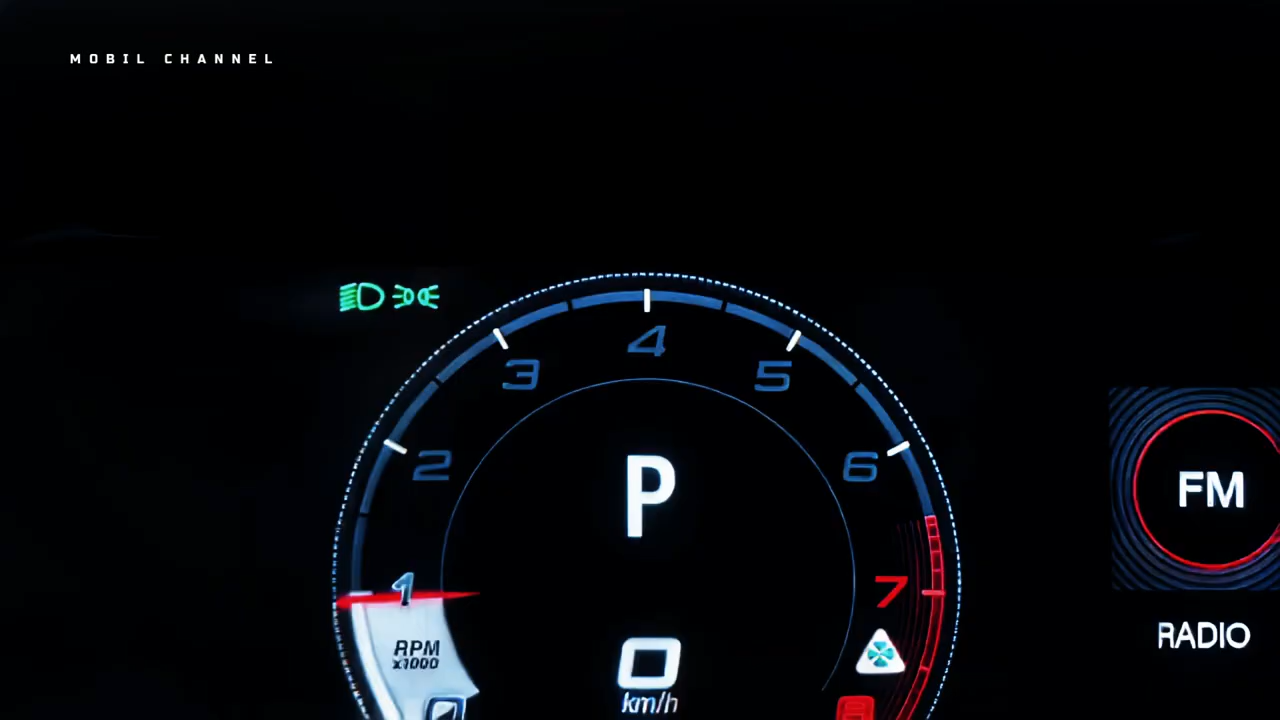 MOBIL CHANNEL
4
3 5
2 6
P
FM
1 7
RPM
x1000
RADIO
0
km/h